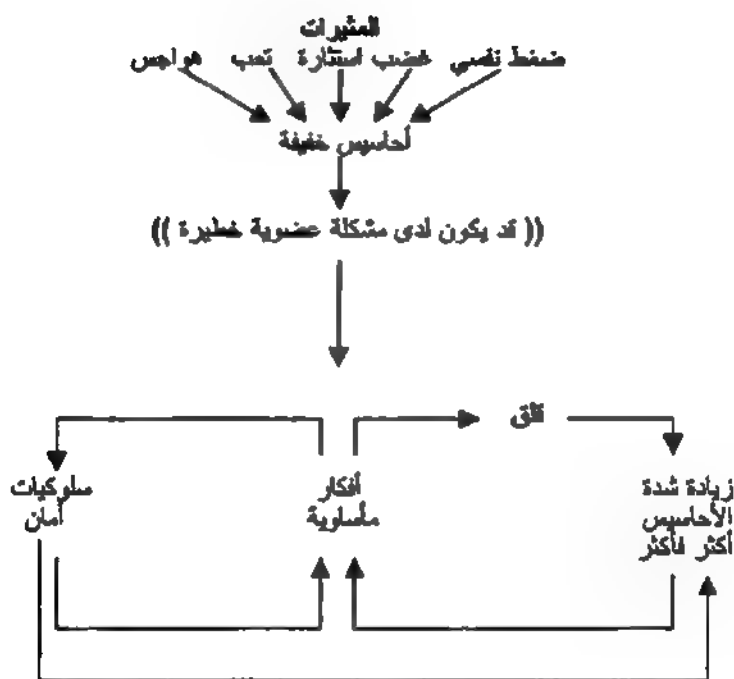 المثيرات
ضغط نفسي غضب استثارة تعب هواجس
أحاسيس خفيفة
(( قد يكون لدى مشكلة عضوية خطيرة ))
قلق
زيادة شدة
الأحاسيس
أكثر فأكثر
أفكار
مأساوية
سلوكيات
أمان